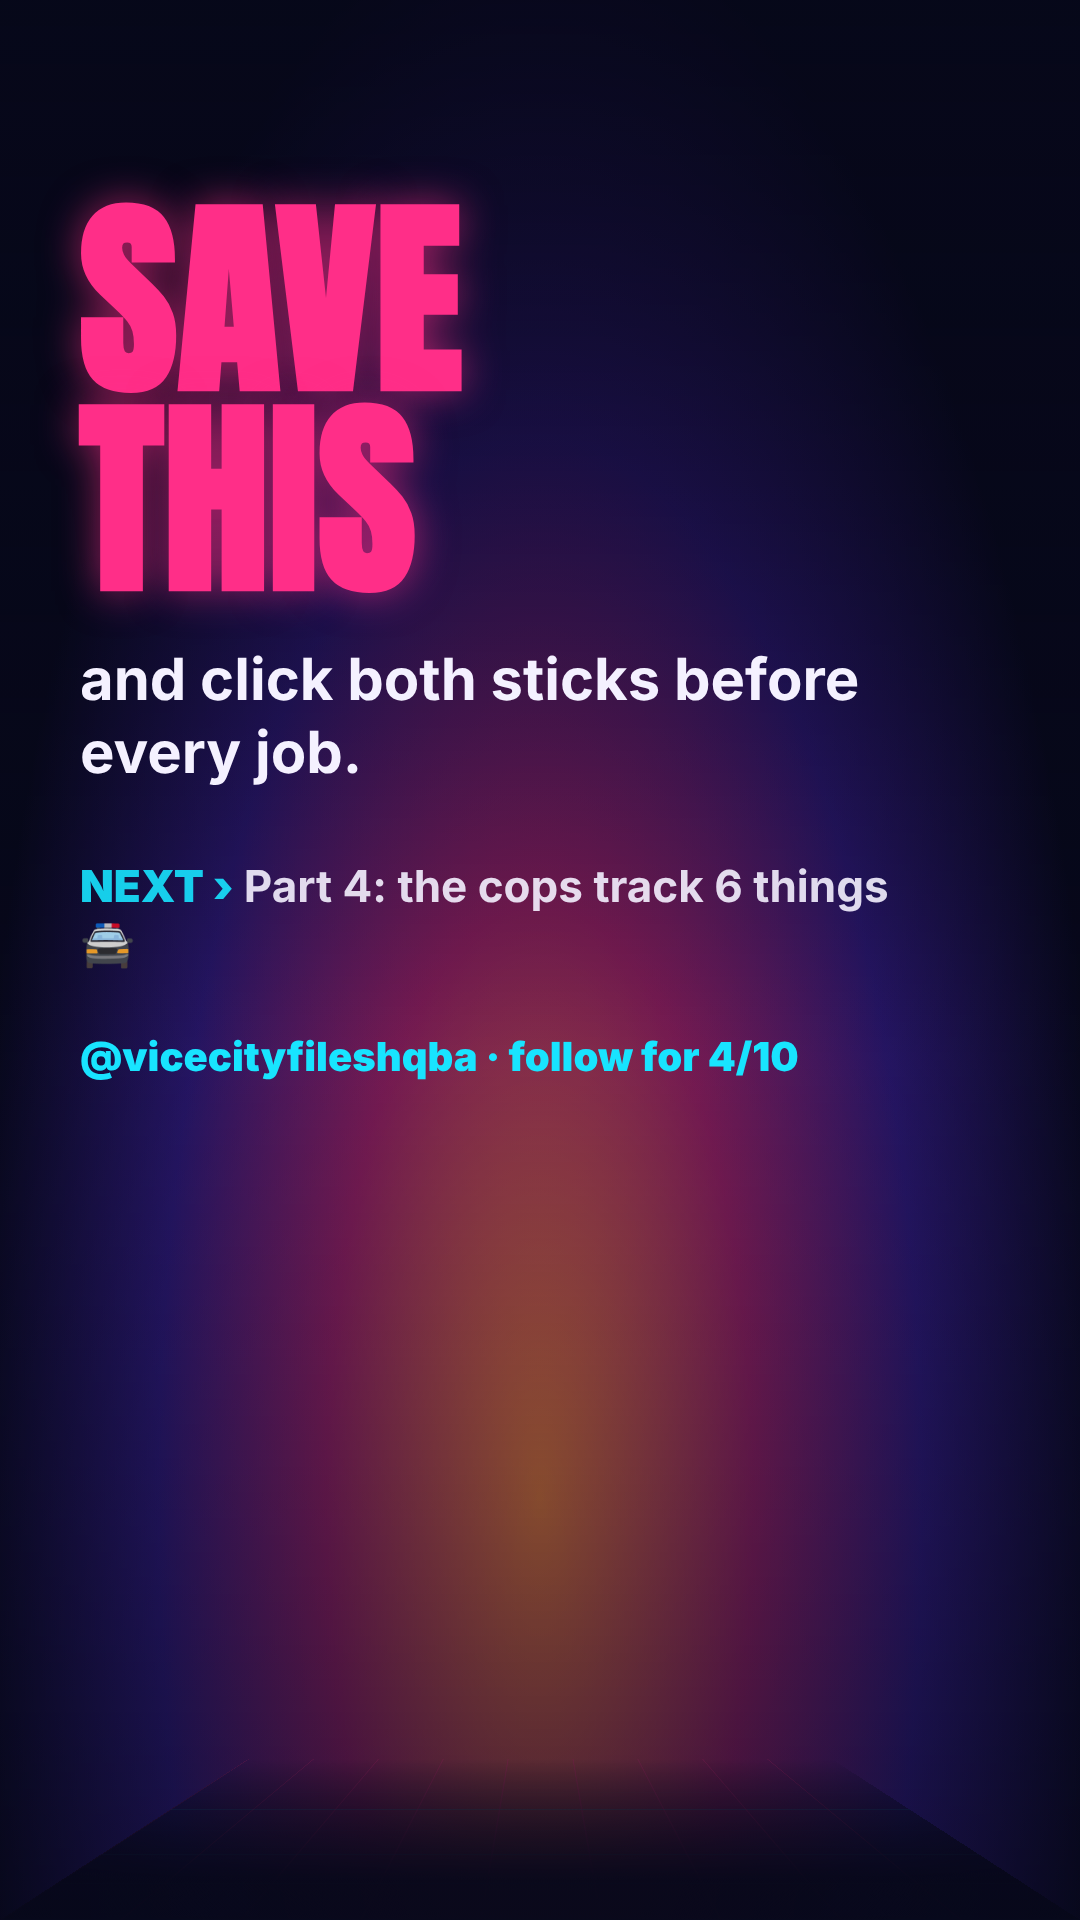 SAVE
THIS
and click both sticks before
every job.
NEXT › Part 4: the cops track 6 things
🚔
@vicecityfileshqba · follow for 4/10